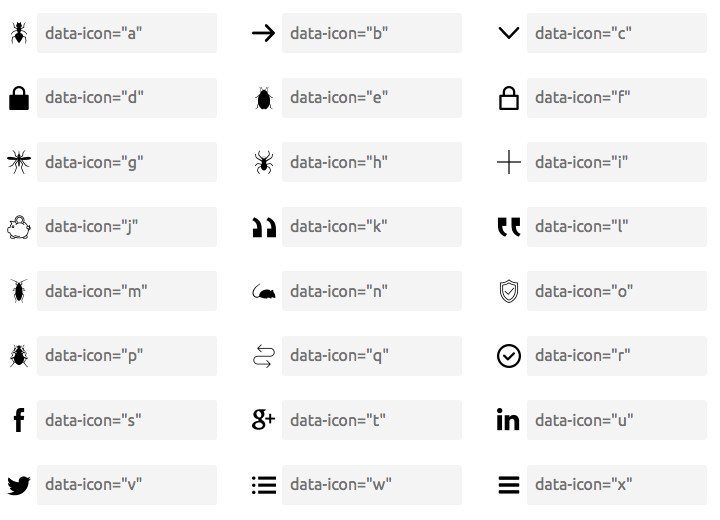 data-icon="a" data-icon="b" data-icon="c"
data-icon="d" data-icon="e" data-icon="f"
data-icon="g" data-icon="h" data-icon="i"
data-icon="j" data-icon="k" data-icon="l"
data-icon="m" data-icon="n" data-icon="o"
data-icon="p" data-icon="q" data-icon="r"
f data-icon="s" g+ data-icon="t" in data-icon="u"
data-icon="v" data-icon="w" data-icon="x"